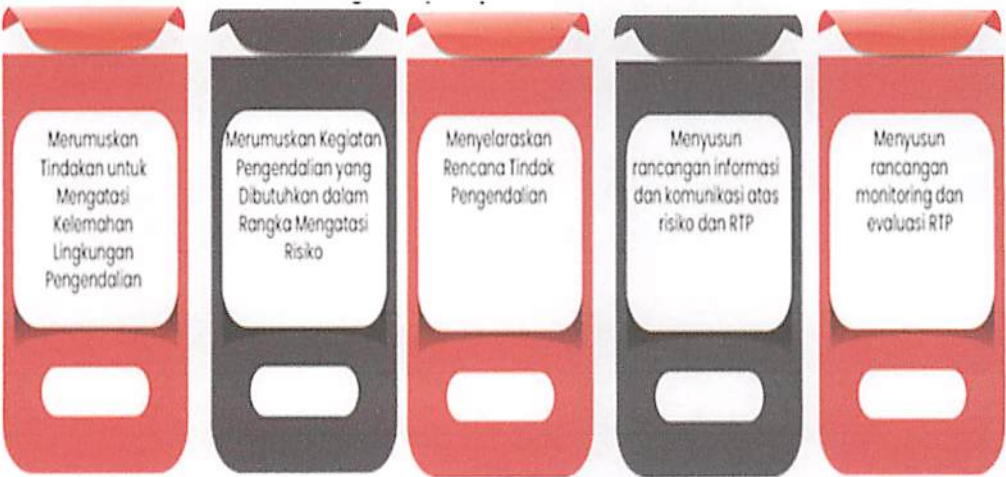 Merumuskan
Tindakan untuk
Mengatasi
Kelemahan
Lingkungan
Pengendalian
Merumuskan Kegiatan
Pengendalian yang
Dibutuhkan dalam
Rangka Mengatasi
Risiko
Menyelaraskan
Rencana Tindak
Pengendalian
Menyusun
rancangan informasi
dan komunikasi atas
risiko dan RTP
Menyusun
rancangan
monitoring dan
evaluasi RTP